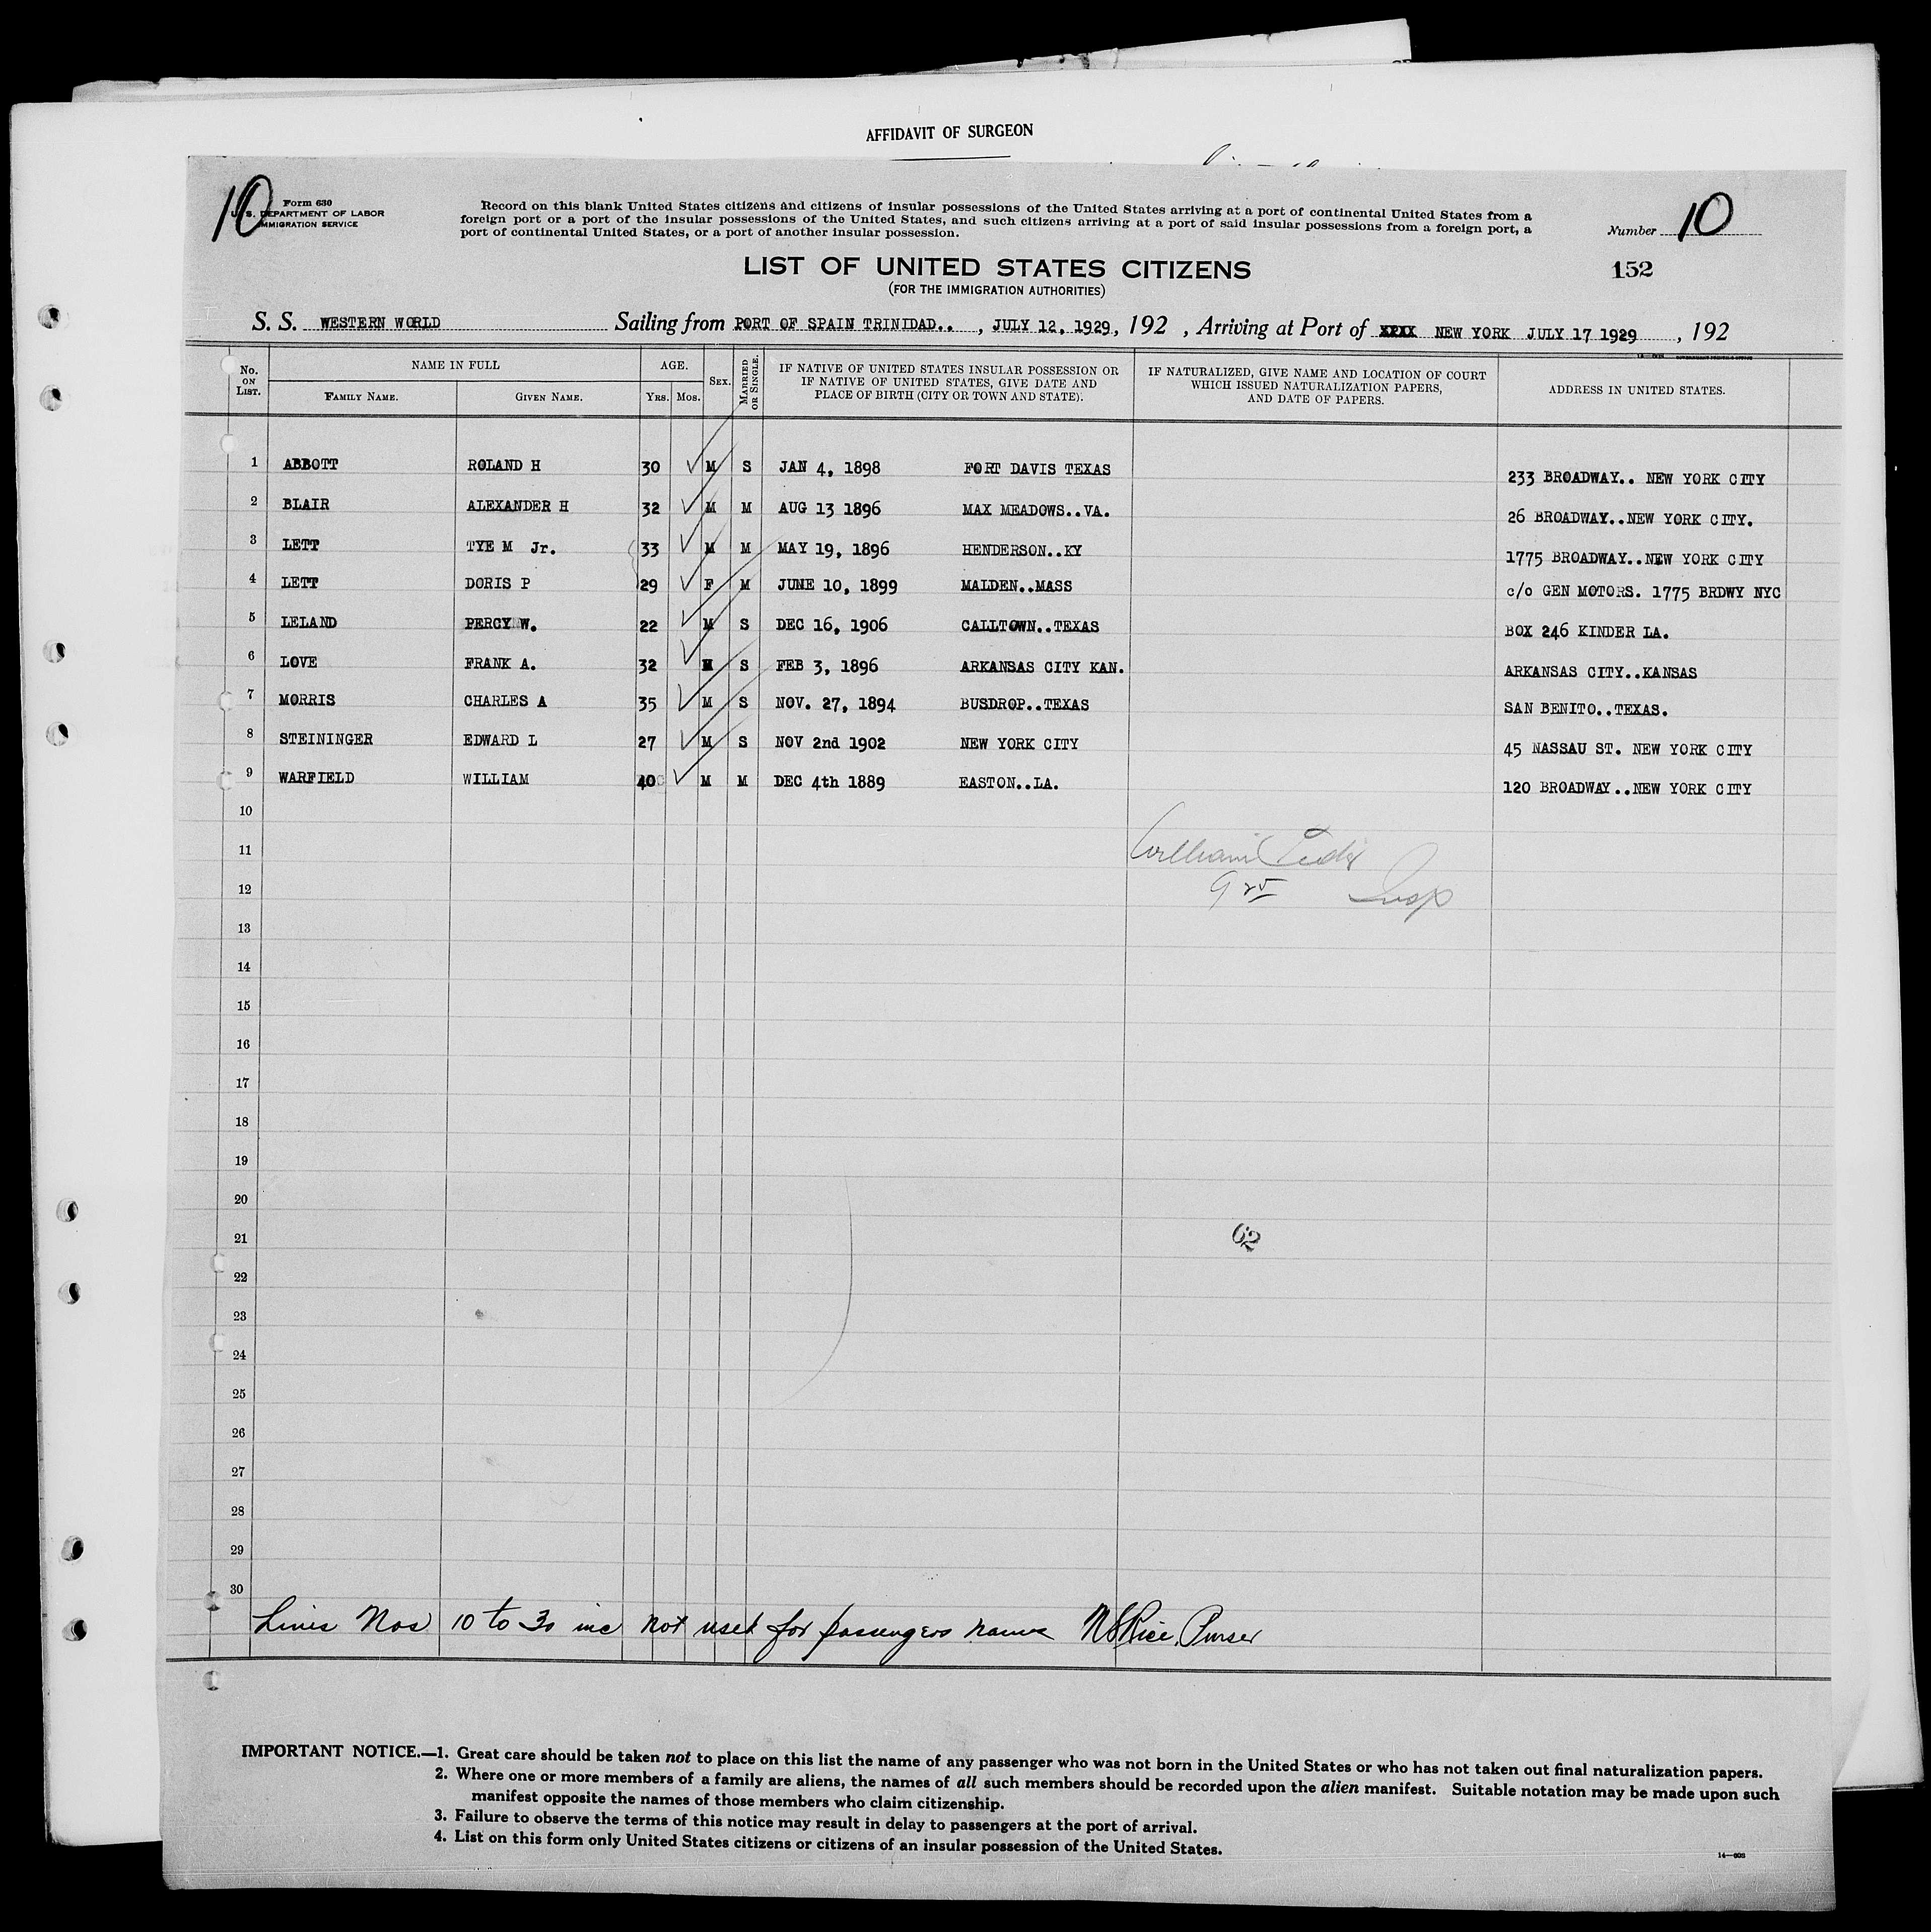 AFFIDAVIT OF SURGEON
10
Form 630
U. S. DEPARTMENT OF LABOR
IMMIGRATION SERVICE
Record on this blank United States citizens and citizens of insular possessions of the United States arriving at a port of continental United States from a
foreign port or a port of the insular possessions of the United States, and such citizens arriving at a port of said insular possessions from a foreign port, a
port of continental United States, or a port of another insular possession.
Number 10
152
LIST OF UNITED STATES CITIZENS
(FOR THE IMMIGRATION AUTHORITIES)
S. S. WESTERN WORLD Sailing from PORT OF SPAIN TRINIDAD.. , JULY 12, 1929, 192 , Arriving at Port of XXXX NEW YORK JULY 17 1929 , 192
No. ON LIST. NAME IN FULL AGE. SEX. MARRIED OR SINGLE. IF NATIVE OF UNITED STATES INSULAR POSSESSION OR IF NATIVE OF UNITED STATES, GIVE DATE AND PLACE OF BIRTH (CITY OR TOWN AND STATE). IF NATURALIZED, GIVE NAME AND LOCATION OF COURT WHICH ISSUED NATURALIZATION PAPERS, AND DATE OF PAPERS. ADDRESS IN UNITED STATES.
FAMILY NAME. GIVEN NAME. YRS. MOS.
1 ABBOTT ROLAND H 30 M S JAN 4, 1898 FORT DAVIS TEXAS 233 BROADWAY.. NEW YORK CITY
2 BLAIR ALEXANDER H 32 M M AUG 13 1896 MAX MEADOWS..VA. 26 BROADWAY..NEW YORK CITY.
3 LETT TYE M Jr. 33 M M MAY 19, 1896 HENDERSON..KY 1775 BROADWAY..NEW YORK CITY
4 LETT DORIS P 29 F M JUNE 10, 1899 MALDEN..MASS c/o GEN MOTORS. 1775 BRDWY NYC
5 LELAND PERCY W. 22 M S DEC 16, 1906 CALLTOWN..TEXAS BOX 246 KINDER LA.
6 LOVE FRANK A. 32 M S FEB 3, 1896 ARKANSAS CITY KAN. ARKANSAS CITY..KANSAS
7 MORRIS CHARLES A 35 M S NOV. 27, 1894 BUSDROP..TEXAS SAN BENITO..TEXAS.
8 STEININGER EDWARD L 27 M S NOV 2nd 1902 NEW YORK CITY 45 NASSAU ST. NEW YORK CITY
9 WARFIELD WILLIAM 40 M M DEC 4th 1889 EASTON..LA. 120 BROADWAY..NEW YORK CITY
10
11 William
12 Insp
13
14
15
16
17
18
19
20
21 62
22
23
24
25
26
27
28
29
30
Lines Nos 10 to 30 inc not used for passengers names N S Rice, Purser
IMPORTANT NOTICE.—1. Great care should be taken not to place on this list the name of any passenger who was not born in the United States or who has not taken out final naturalization papers.
2. Where one or more members of a family are aliens, the names of all such members should be recorded upon the alien manifest. Suitable notation may be made upon such
manifest opposite the names of those members who claim citizenship.
3. Failure to observe the terms of this notice may result in delay to passengers at the port of arrival.
4. List on this form only United States citizens or citizens of an insular possession of the United States.